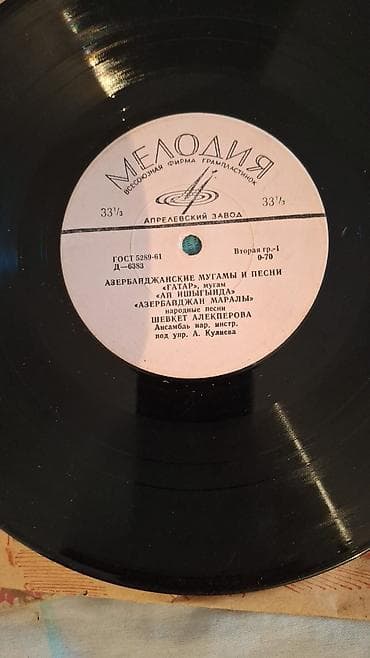 МЕЛОДИЯ
ВСЕСОЮЗНАЯ ФИРМА ГРАМПЛАСТИНОК
33⅓ 33⅓
АПРЕЛЕВСКИЙ ЗАВОД
ГОСТ 5289-61 Вторая гр.-1
Д—6383 0-70
АЗЕРБАЙДЖАНСКИЕ МУГАМЫ И ПЕСНИ
«ГАТАР», мугам
«АЙ ИШЫГЫНДА»
«АЗЕРБАЙДЖАН МАРАЛЫ»
народные песни
ШЕВКЕТ АЛЕКПЕРОВА
Ансамбль нар. инстр.
под упр. А. Кулиева